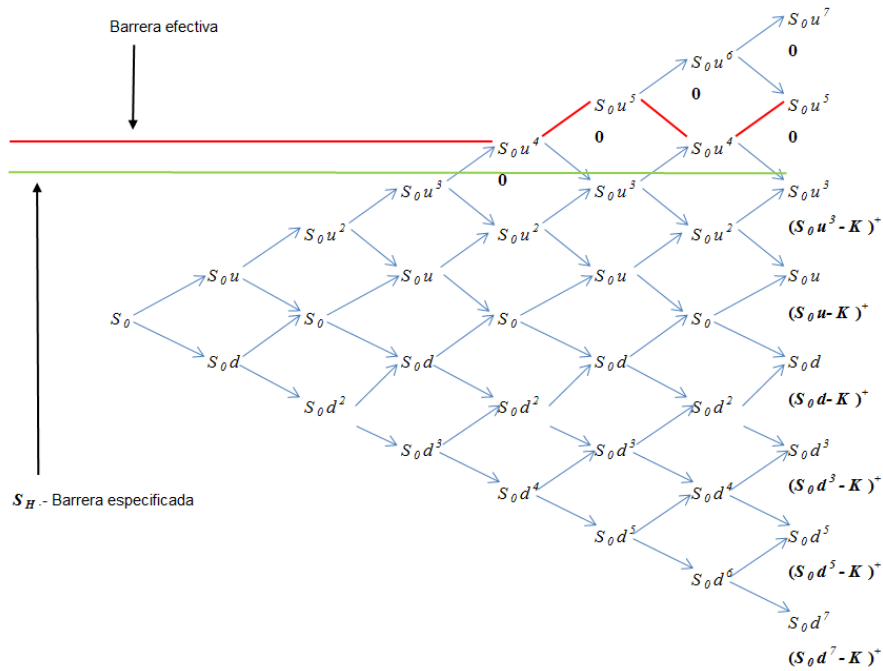 S₀u⁷
Barrera efectiva
0
S₀u⁶
0
S₀u⁵ S₀u⁵
0 0
S₀u⁴ S₀u⁴
0
S₀u³ S₀u³ S₀u³
(S₀u³-K)⁺
S₀u² S₀u² S₀u²
S₀u S₀u S₀u S₀u
(S₀u-K)⁺
S₀ S₀ S₀ S₀
S₀d S₀d S₀d S₀d
(S₀d-K)⁺
S₀d² S₀d² S₀d²
S₀d³ S₀d³ S₀d³
(S₀d³-K)⁺
S₀d⁴ S₀d⁴
S_H.- Barrera especificada
S₀d⁵ S₀d⁵
(S₀d⁵-K)⁺
S₀d⁶
S₀d⁷
(S₀d⁷-K)⁺